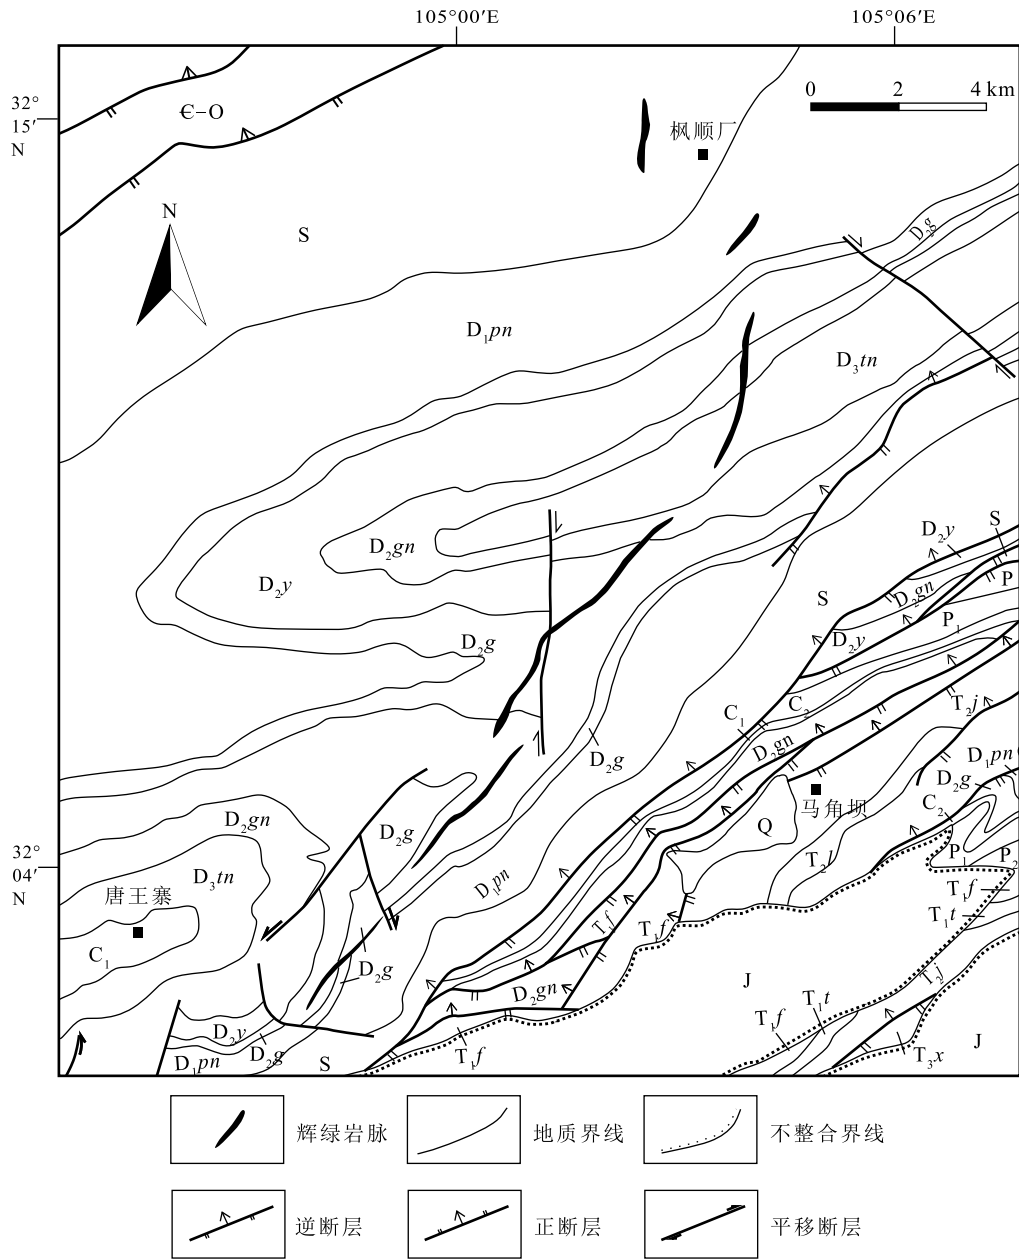 105°00′E
105°06′E
32°
15′
N
0 2 4 km
Є-O
枫顺厂
N
S
D₂g
D₁pn
D₃tn
D₂gn
D₂y
D₂g
S
D₂y
S
D₂gn
P
P₁
D₂y
C₂
C₁
D₂gn
T₂j
D₂g
D₁pn
D₂g
C₂
马角坝
Q
T₂l
P₁
P₂
D₂gn
D₂g
32°
04′
N
D₃tn
唐王寨
C₁
D₁pn
T₁f
T₁f
T₁f
T₁t
D₂g
D₂gn
J
T₂j
T₁t
T₁f
D₂y
D₂g
D₁pn
S
T₁f
T₃x
J
辉绿岩脉
地质界线
不整合界线
逆断层
正断层
平移断层